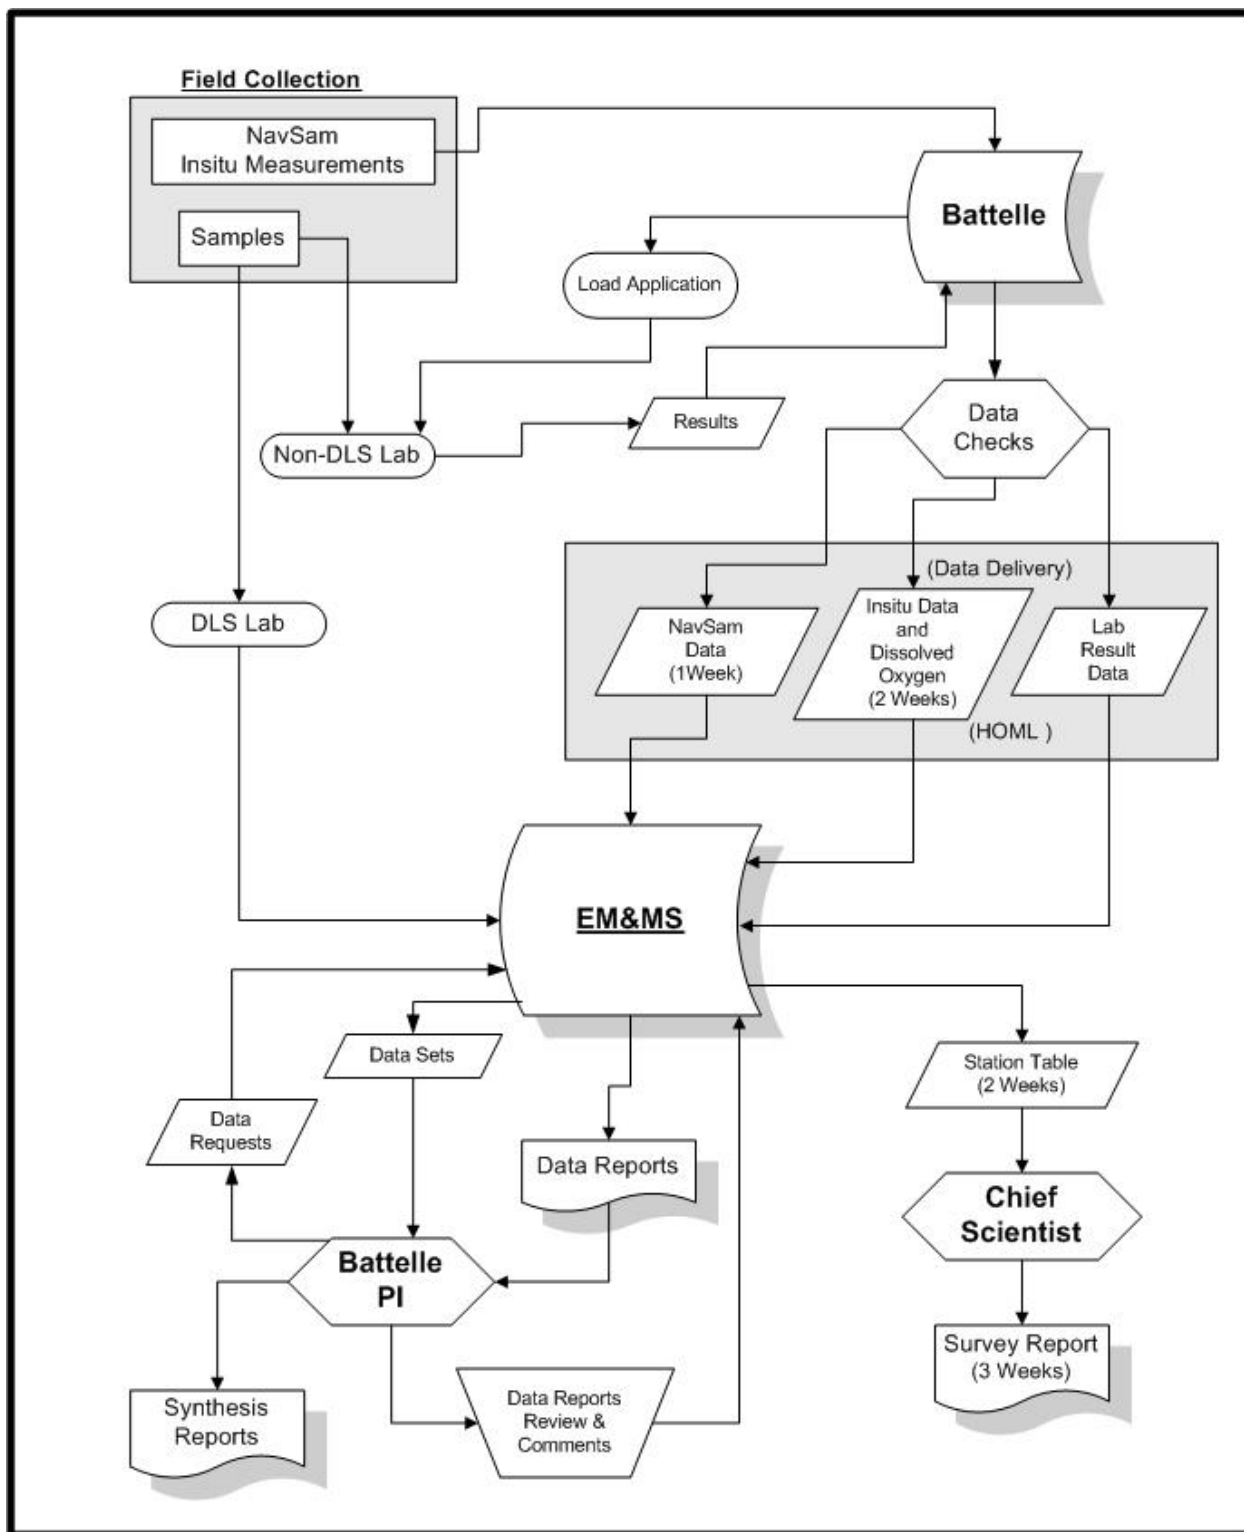 Field Collection
NavSam
Insitu Measurements
Samples
Battelle
Load Application
Results
Non-DLS Lab
Data
Checks
DLS Lab
(Data Delivery)
NavSam
Data
(1Week)
Insitu Data
and
Dissolved
Oxygen
(2 Weeks)
Lab
Result
Data
(HOML )
EM&MS
Data Sets
Station Table
(2 Weeks)
Data
Requests
Data Reports
Chief
Scientist
Battelle
PI
Survey Report
(3 Weeks)
Synthesis
Reports
Data Reports
Review &
Comments